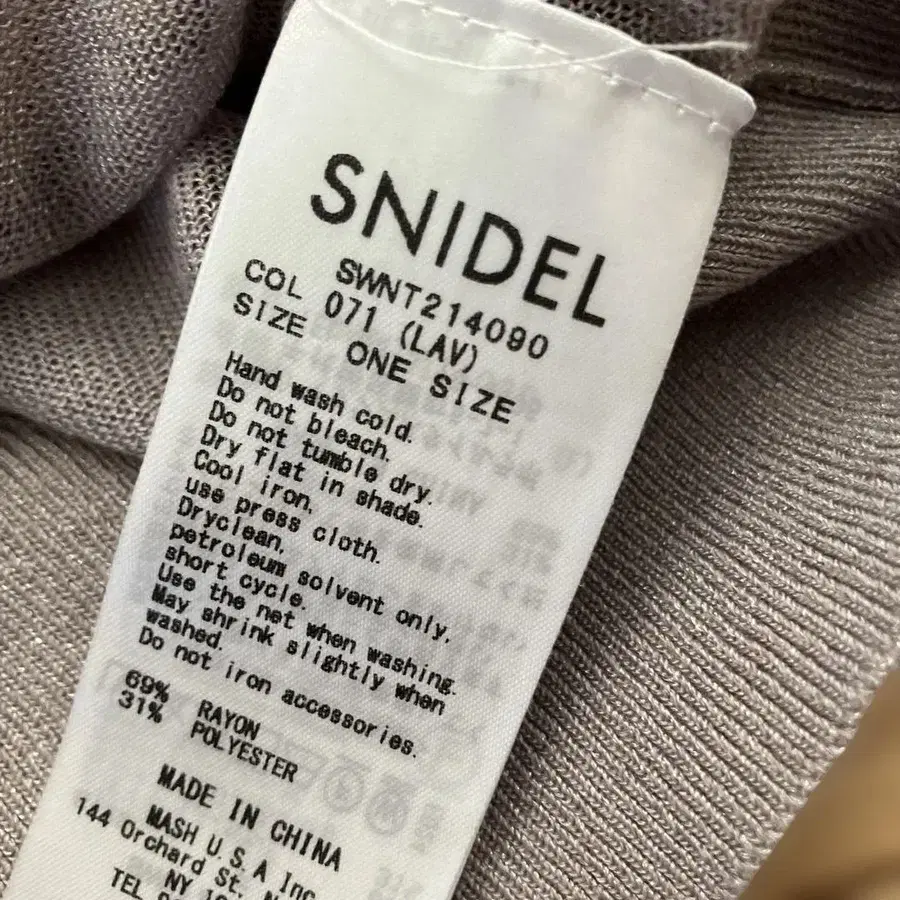 SNIDEL
SWNT214090
COL 071 (LAV)
SIZE ONE SIZE
Hand wash cold.
Do not bleach.
Do not tumble dry.
Dry flat in shade.
Cool iron,
use press cloth.
Dryclean,
petroleum solvent only,
short cycle.
Use the net when washing.
May shrink slightly when
washed.
Do not iron accessories.
69% RAYON
31% POLYESTER
MADE IN CHINA
MASH U.S.A Inc
144 Orchard St.
NY
TEL